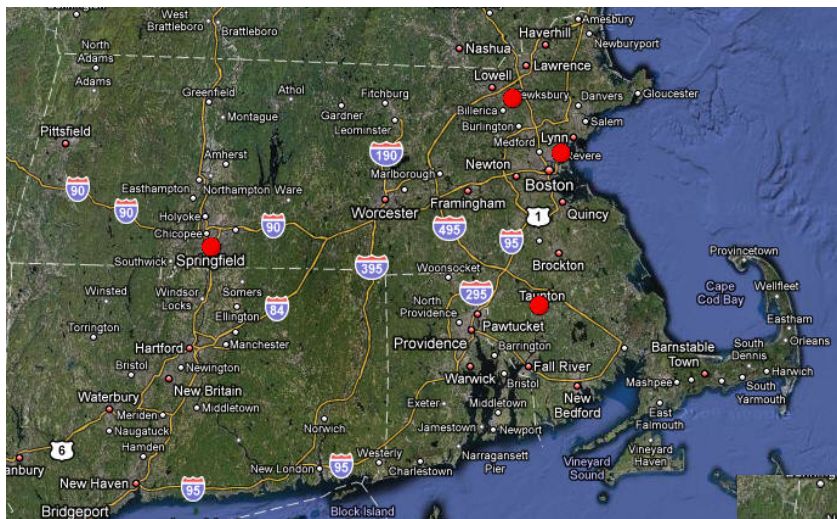 West
Brattleboro
Brattleboro
Amesbury
Newburyport
North
Adams
Adams
Nashua
Haverhill
Lawrence
Lowell
Greenfield
Athol
Fitchburg
Gardner
Leominster
Montague
Billerica
Danvers
Gloucester
Burlington
Salem
Pittsfield
190
Lynn
Medford
Revere
Amherst
Marlborough
Newton
Boston
90
Easthampton
Northampton
Ware
Worcester
Framingham
Quincy
90
Holyoke
90
1
Chicopee
495
95
Southwick
Springfield
395
Woonsocket
Brockton
Provincetown
Cape
Cod Bay
Wellfleet
Winsted
Windsor
Locks
Somers
Ellington
84
295
North
Providence
Taunton
Pawtucket
Eastham
Orleans
Torrington
Hartford
Manchester
Providence
Barrington
Barnstable
Town
South
Dennis
Bristol
Newington
Warwick
Fall River
Bristol
Mashpee
Harwich
South
Yarmouth
Waterbury
New Britain
New
Bedford
Meriden
Middletown
Exeter
Middletown
East
Falmouth
Naugatuck
Norwich
Jamestown
Newport
6
Hamden
Westerly
Narragansett
Pier
Vineyard
Haven
Vineyard
Sound
New London
95
Charlestown
New Haven
95
Bridgeport
Block Island